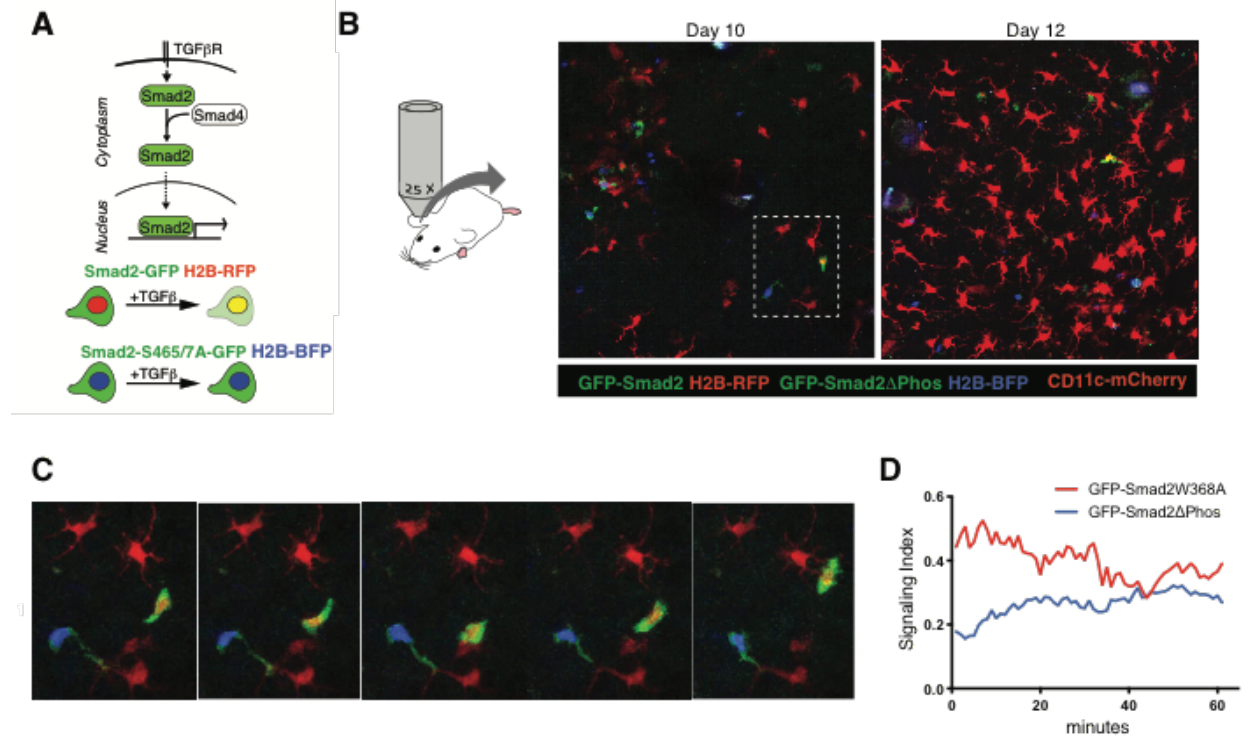 A
TGFβR
Smad2
Smad4
Cytoplasm
Smad2
Nucleus
Smad2
Smad2-GFP H2B-RFP
+TGFβ
Smad2-S465/7A-GFP H2B-BFP
+TGFβ
B
25 X
Day 10
Day 12
GFP-Smad2 H2B-RFP GFP-Smad2ΔPhos H2B-BFP CD11c-mCherry
C
D
GFP-Smad2W368A
GFP-Smad2ΔPhos
Signaling Index
0.6
0.4
0.2
0.0
0 20 40 60
minutes